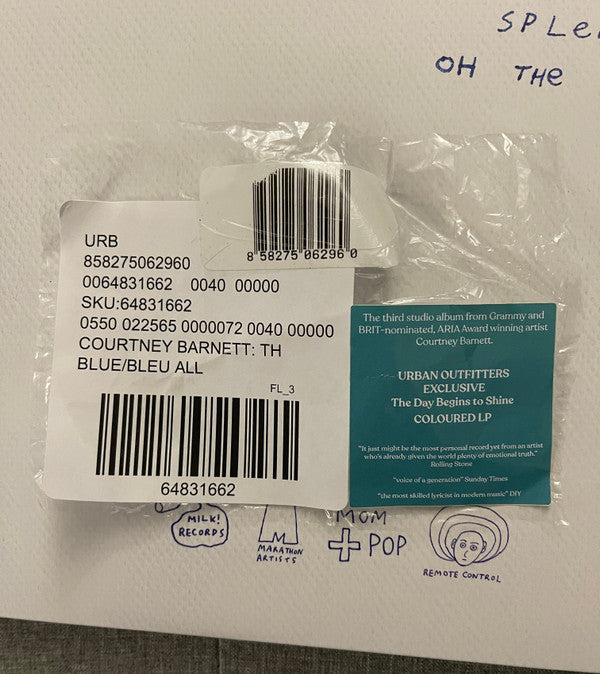 SPLE
OH THE
8 58275 06296 0
URB
858275062960
0064831662 0040 00000
SKU:64831662
0550 022565 0000072 0040 00000
COURTNEY BARNETT: TH
BLUE/BLEU ALL
FL_3
64831662
The third studio album from Grammy and
BRIT-nominated, ARIA Award winning artist
Courtney Barnett.
URBAN OUTFITTERS
EXCLUSIVE
The Day Begins to Shine
COLOURED LP
"It just might be the most personal record yet from an artist
who's already given the world plenty of emotional truth."
Rolling Stone
"voice of a generation" Sunday Times
"the most skilled lyricist in modern music" DIY
MILK!
RECORDS
M
MARATHON
ARTISTS
MOM
+ POP
REMOTE CONTROL